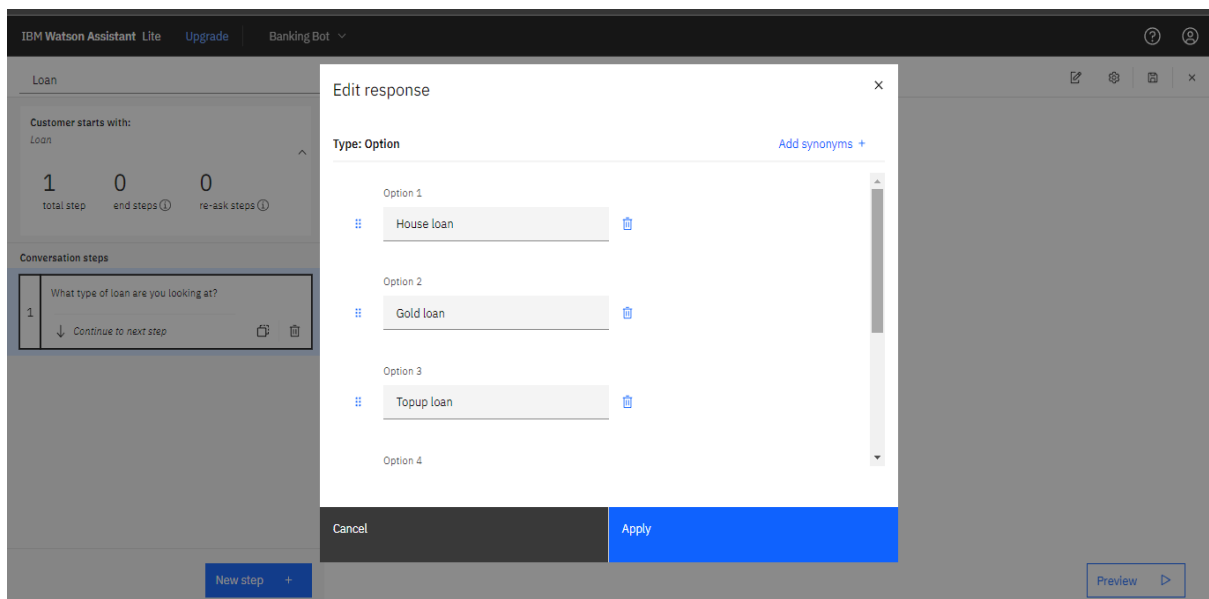 IBM Watson Assistant Lite Upgrade Banking Bot
Loan
Customer starts with:
Loan
1 0 0
total step end steps re-ask steps
Conversation steps
1
What type of loan are you looking at?
Continue to next step
New step +
Edit response
Type: Option
Add synonyms +
Option 1
House loan
Option 2
Gold loan
Option 3
Topup loan
Option 4
Cancel
Apply
Preview